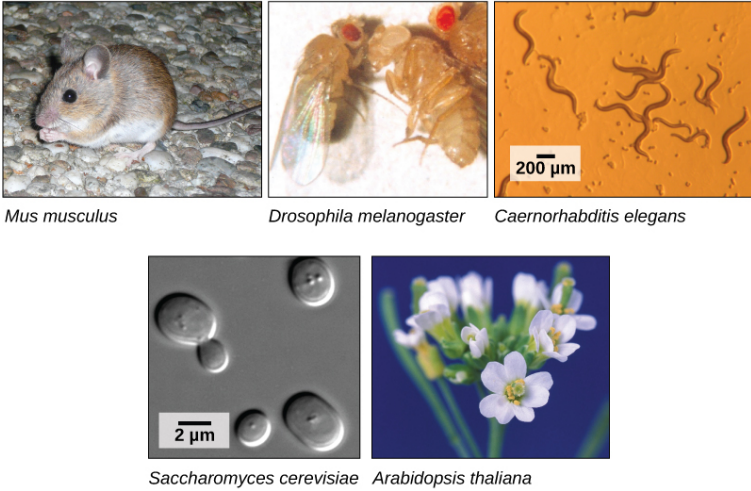 200 µm
Mus musculus
Drosophila melanogaster
Caernorhabditis elegans
2 µm
Saccharomyces cerevisiae
Arabidopsis thaliana